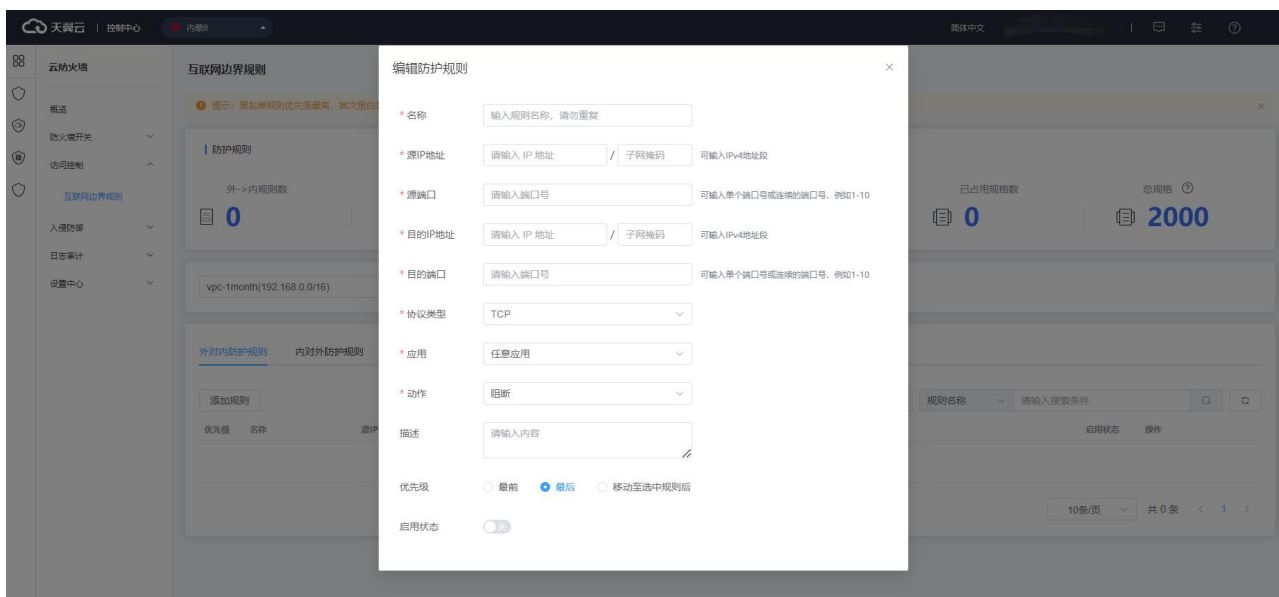 天翼云 | 控制中心 内蒙8 简体中文
云防火墙
概览
防火墙开关
访问控制
互联网边界规则
入侵防御
日志审计
设置中心
互联网边界规则
提示：黑名单规则优先级最高，其次是白
防护规则
外->内规则数
0
已占用规格数
0
总规格
2000
vpc-1month(192.168.0.0/16)
外对内防护规则 内对外防护规则
添加规则
规则名称 请输入搜索条件
优先级 名称 源IP 启用状态 操作
10条/页 共 0 条 < 1 >
编辑防护规则 ×
* 名称 输入规则名称，请勿重复
* 源IP地址 请输入 IP 地址 / 子网掩码 可输入IPv4地址段
* 源端口 请输入端口号 可输入单个端口号或连续的端口号，例如1-10
* 目的IP地址 请输入 IP 地址 / 子网掩码 可输入IPv4地址段
* 目的端口 请输入端口号 可输入单个端口号或连续的端口号，例如1-10
* 协议类型 TCP
* 应用 任意应用
* 动作 阻断
描述 请输入内容
优先级 最前 最后 移动至选中规则后
启用状态 关